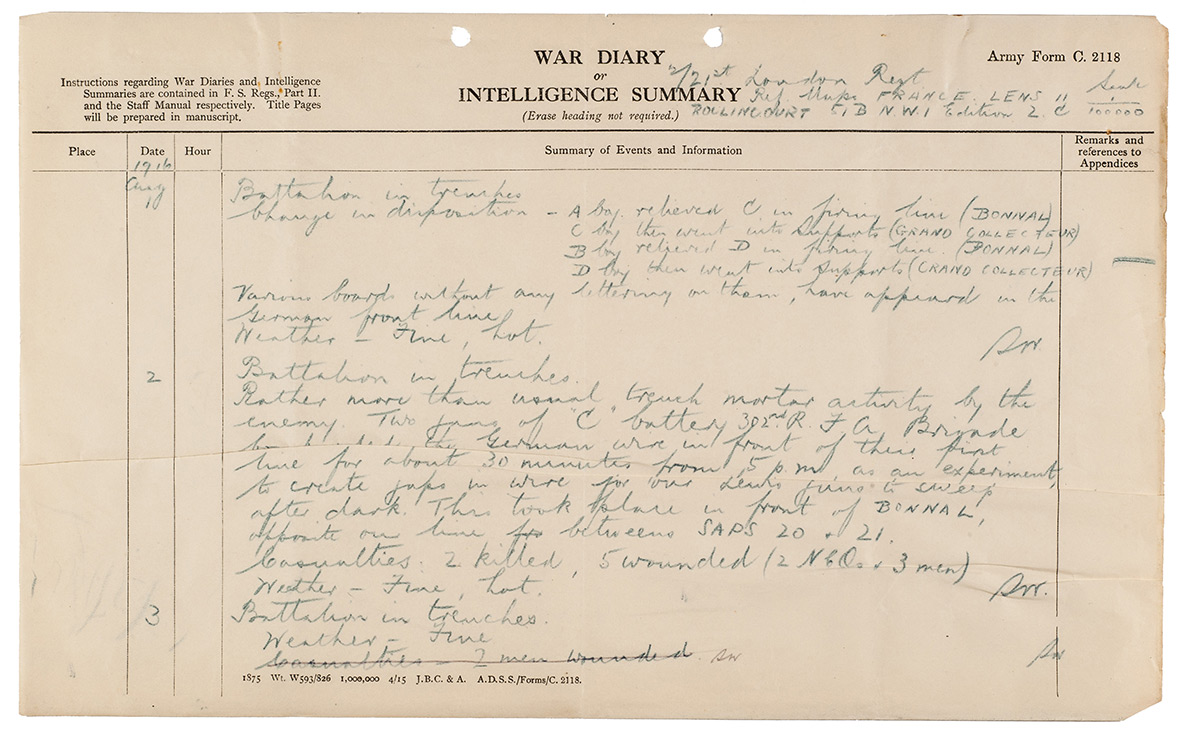 WAR DIARY
or
INTELLIGENCE SUMMARY
(Erase heading not required.)
Army Form C. 2118
Instructions regarding War Diaries and Intelligence
Summaries are contained in F. S. Regs., Part II.
and the Staff Manual respectively. Title Pages
will be prepared in manuscript.
2/21st London Regt
Ref. Maps FRANCE. LENS 11 Scale
ROLLINCOURT 51B N.W.1 Edition 2. C 1/100000
Place Date Hour Summary of Events and Information Remarks and
references to
Appendices
1916
Aug
1 Battalion in trenches
Change in disposition – A Coy. relieved C. in firing line (BONNAL)
C Coy then went into Supports (GRAND COLLECTEUR)
B Coy relieved D in firing line. (BONNAL)
D Coy then went into Supports (GRAND COLLECTEUR)
Various boards without any lettering on them, have appeared in the
German front line
Weather – Fine, hot.
2 Battalion in trenches.
Rather more than usual trench mortar activity by the
enemy. Two guns of "C" battery 302nd R. F A. Brigade
the German wire in front of their first
line for about 30 minutes from 5 p.m. as an experiment,
to create gaps in wire for our Lewis guns to sweep
after dark. This took place in front of BONNAL,
opposite our line between SAPS 20 & 21.
Casualties: 2 killed, 5 wounded (2 NCOs & 3 men)
Weather – Fine, hot.
3 Battalion in trenches.
Weather – Fine
Casualties – 2 men wounded.
1875 Wt. W593/826 1,000,000 4/15 J.B.C. & A. A.D.S.S./Forms/C. 2118.